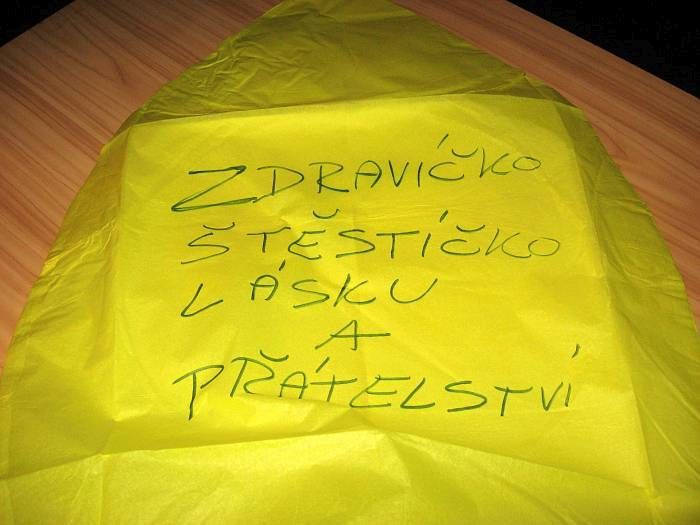 ZDRAVÍČKO
ŠTĚSTÍČKO
LÁSKU
A
PŘÁTELSTVÍ